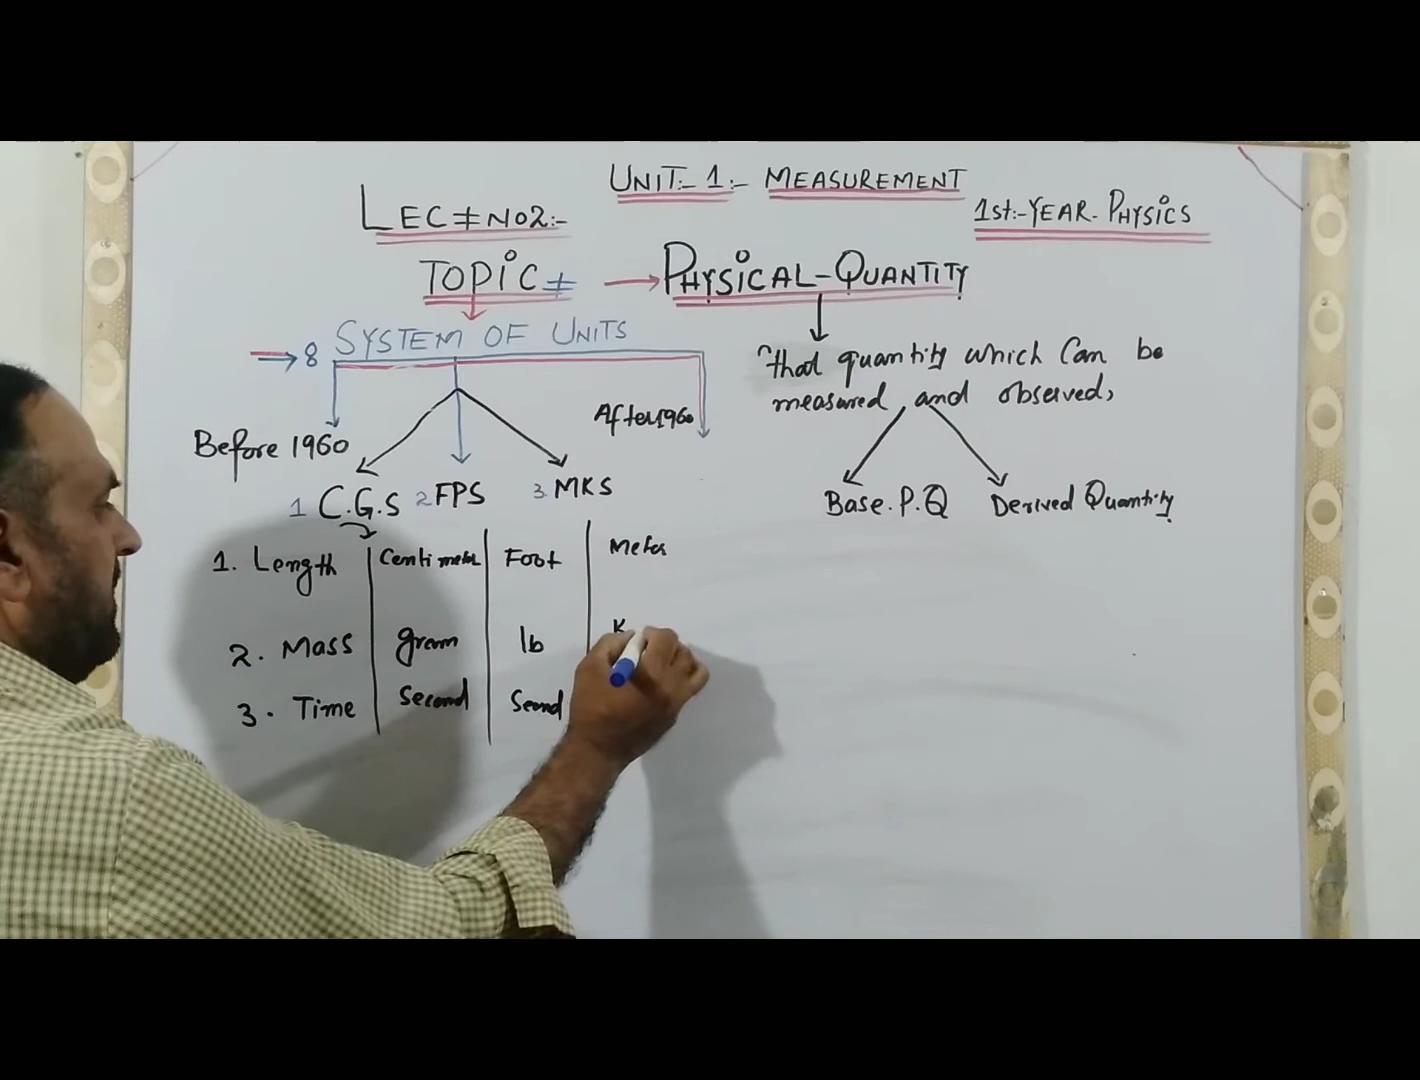 UNIT:- 1:- MEASUREMENT
LEC # NO2:-
1st:-YEAR. PHYSICS
TOPIC #
PHYSICAL-QUANTITY
8 SYSTEM OF UNITS
"that quantity which Can be
measured and observed,
Before 1960
After1960
1 C.G.S 2 FPS 3. MKS
Base.P.Q Derived Quantity
1. Length Centimeter Foot Meter
2. Mass gram lb K
3. Time Second Second